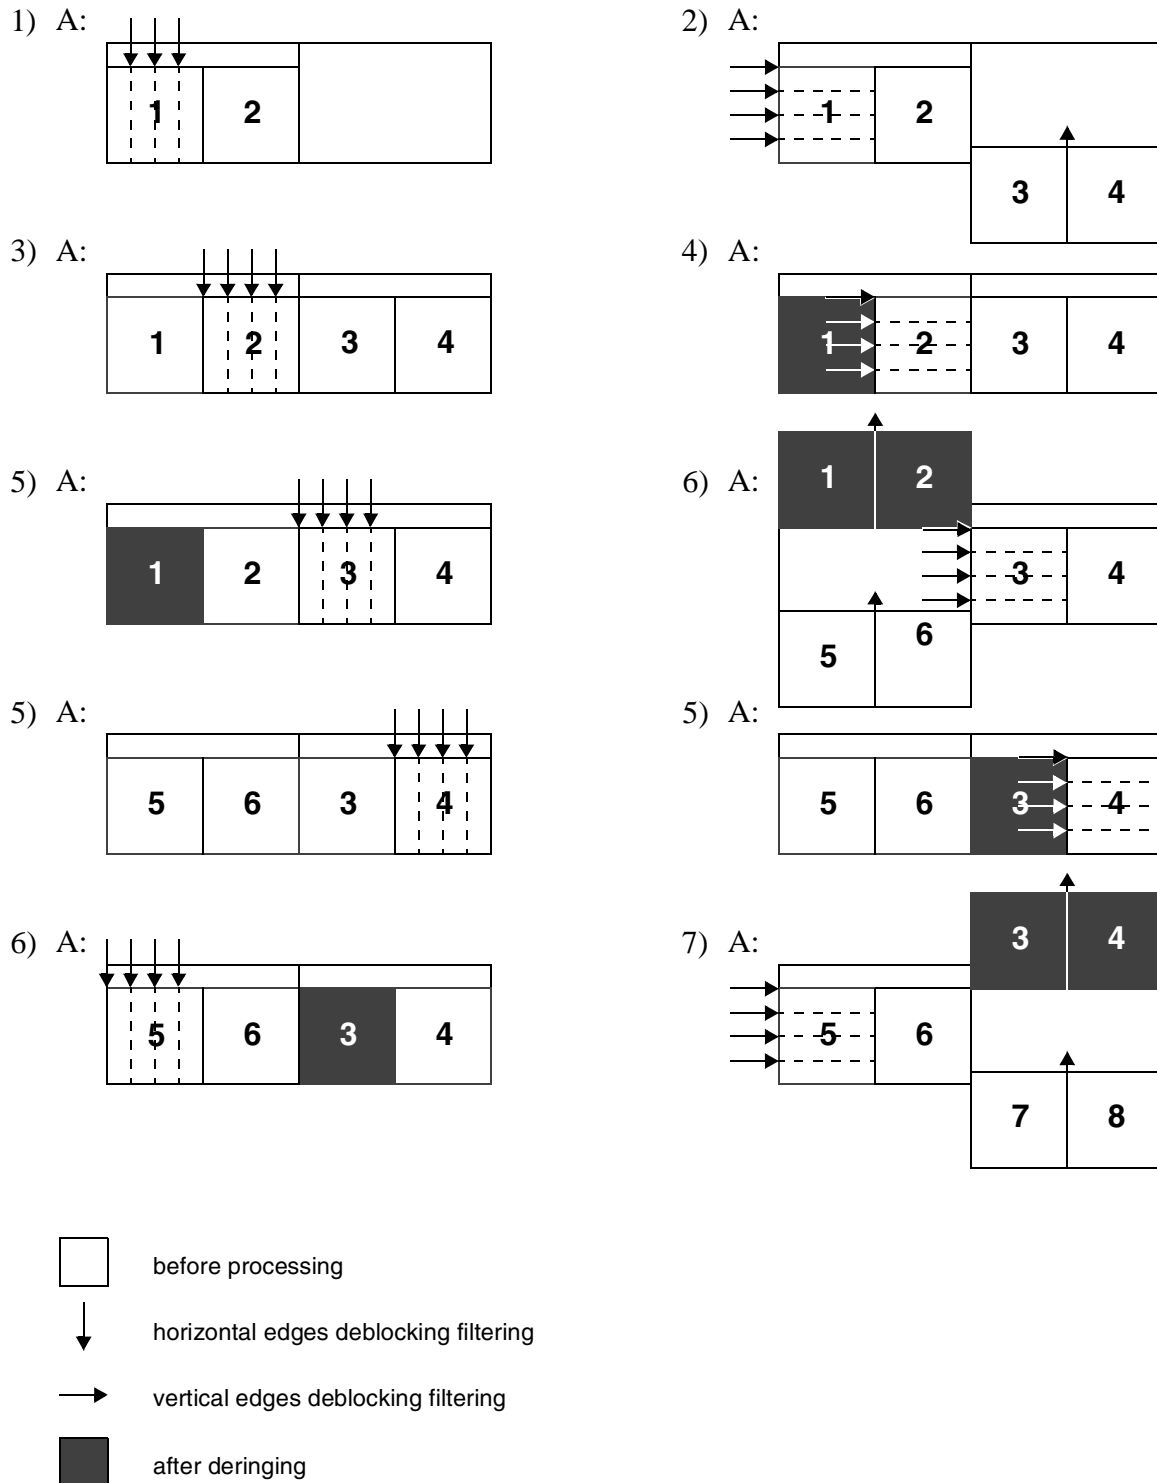 1) A:
1 2
2) A:
1 2
3 4
3) A:
1 2 3 4
4) A:
1 2 3 4
5) A:
1 2 3 4
6) A:
1 2
3 4
5 6
5) A:
5 6 3 4
5) A:
5 6 3 4
6) A:
5 6 3 4
7) A:
3 4
5 6
7 8
before processing
horizontal edges deblocking filtering
vertical edges deblocking filtering
after deringing